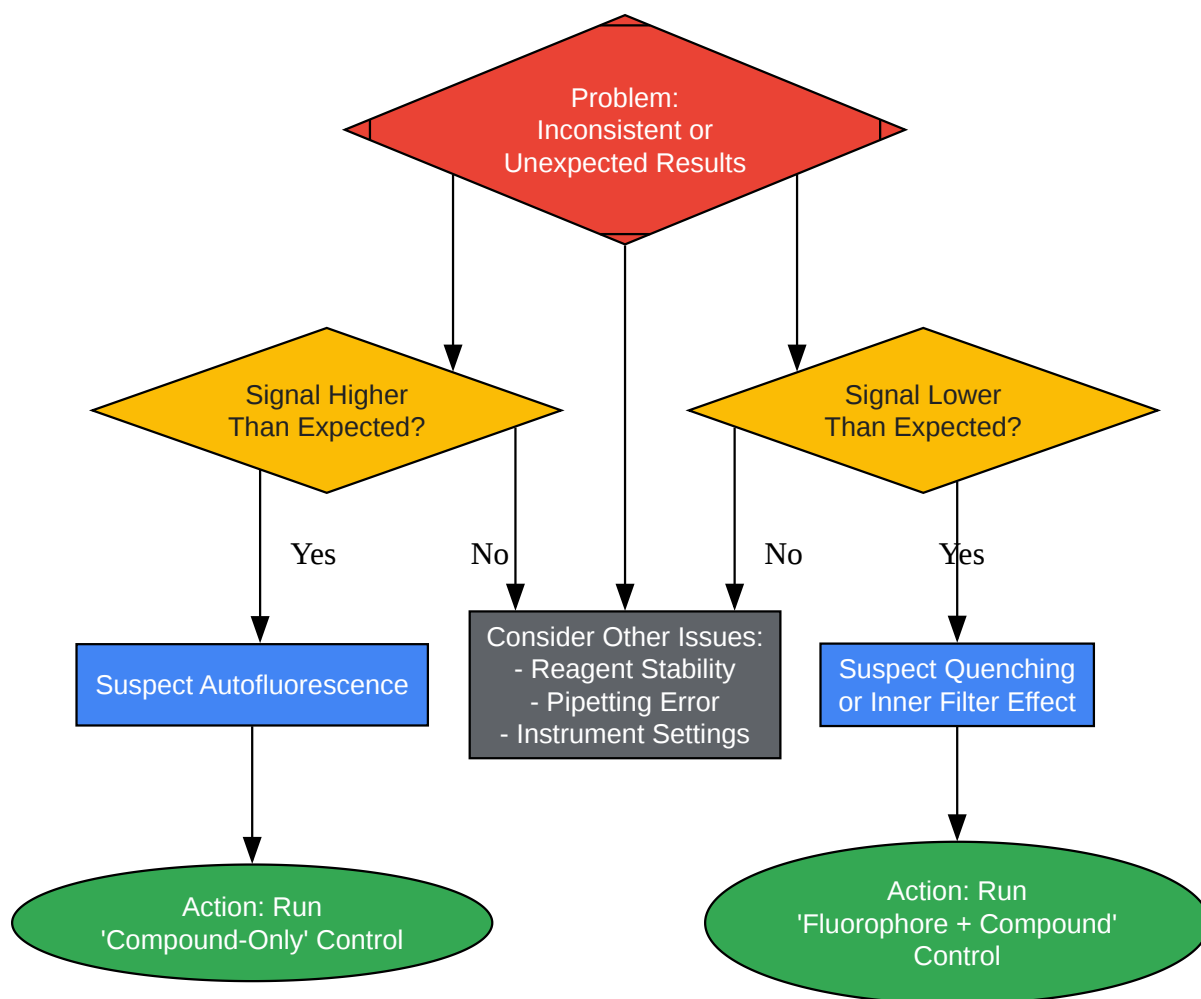 Problem:
Inconsistent or
Unexpected Results
Signal Higher
Than Expected?
Signal Lower
Than Expected?
Yes
No
No
Yes
Suspect Autofluorescence
Consider Other Issues:
- Reagent Stability
- Pipetting Error
- Instrument Settings
Suspect Quenching
or Inner Filter Effect
Action: Run
'Compound-Only' Control
Action: Run
'Fluorophore + Compound'
Control